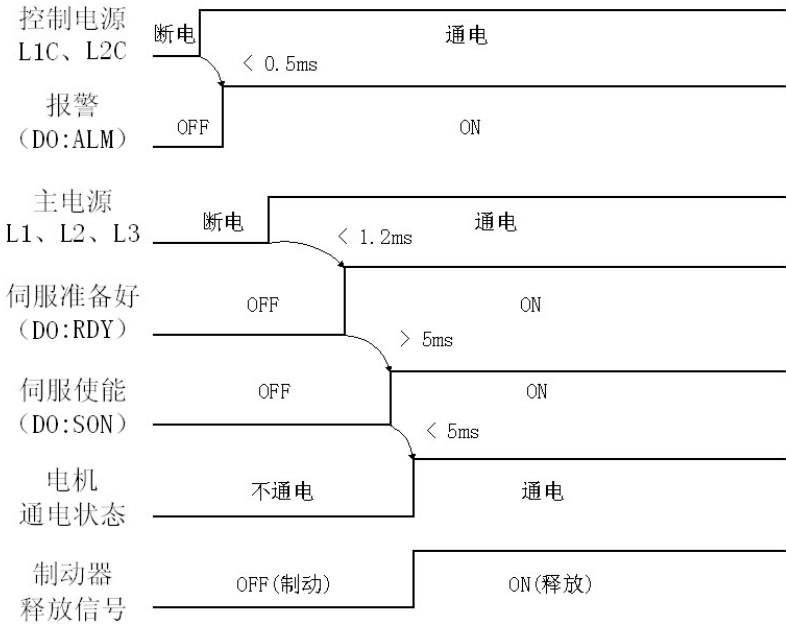 控制电源
L1C、L2C
断电
通电
< 0.5ms
报警
(DO:ALM)
OFF
ON
主电源
L1、L2、L3
断电
通电
< 1.2ms
伺服准备好
(DO:RDY)
OFF
ON
> 5ms
伺服使能
(DO:SON)
OFF
ON
< 5ms
电机
通电状态
不通电
通电
制动器
释放信号
OFF(制动)
ON(释放)